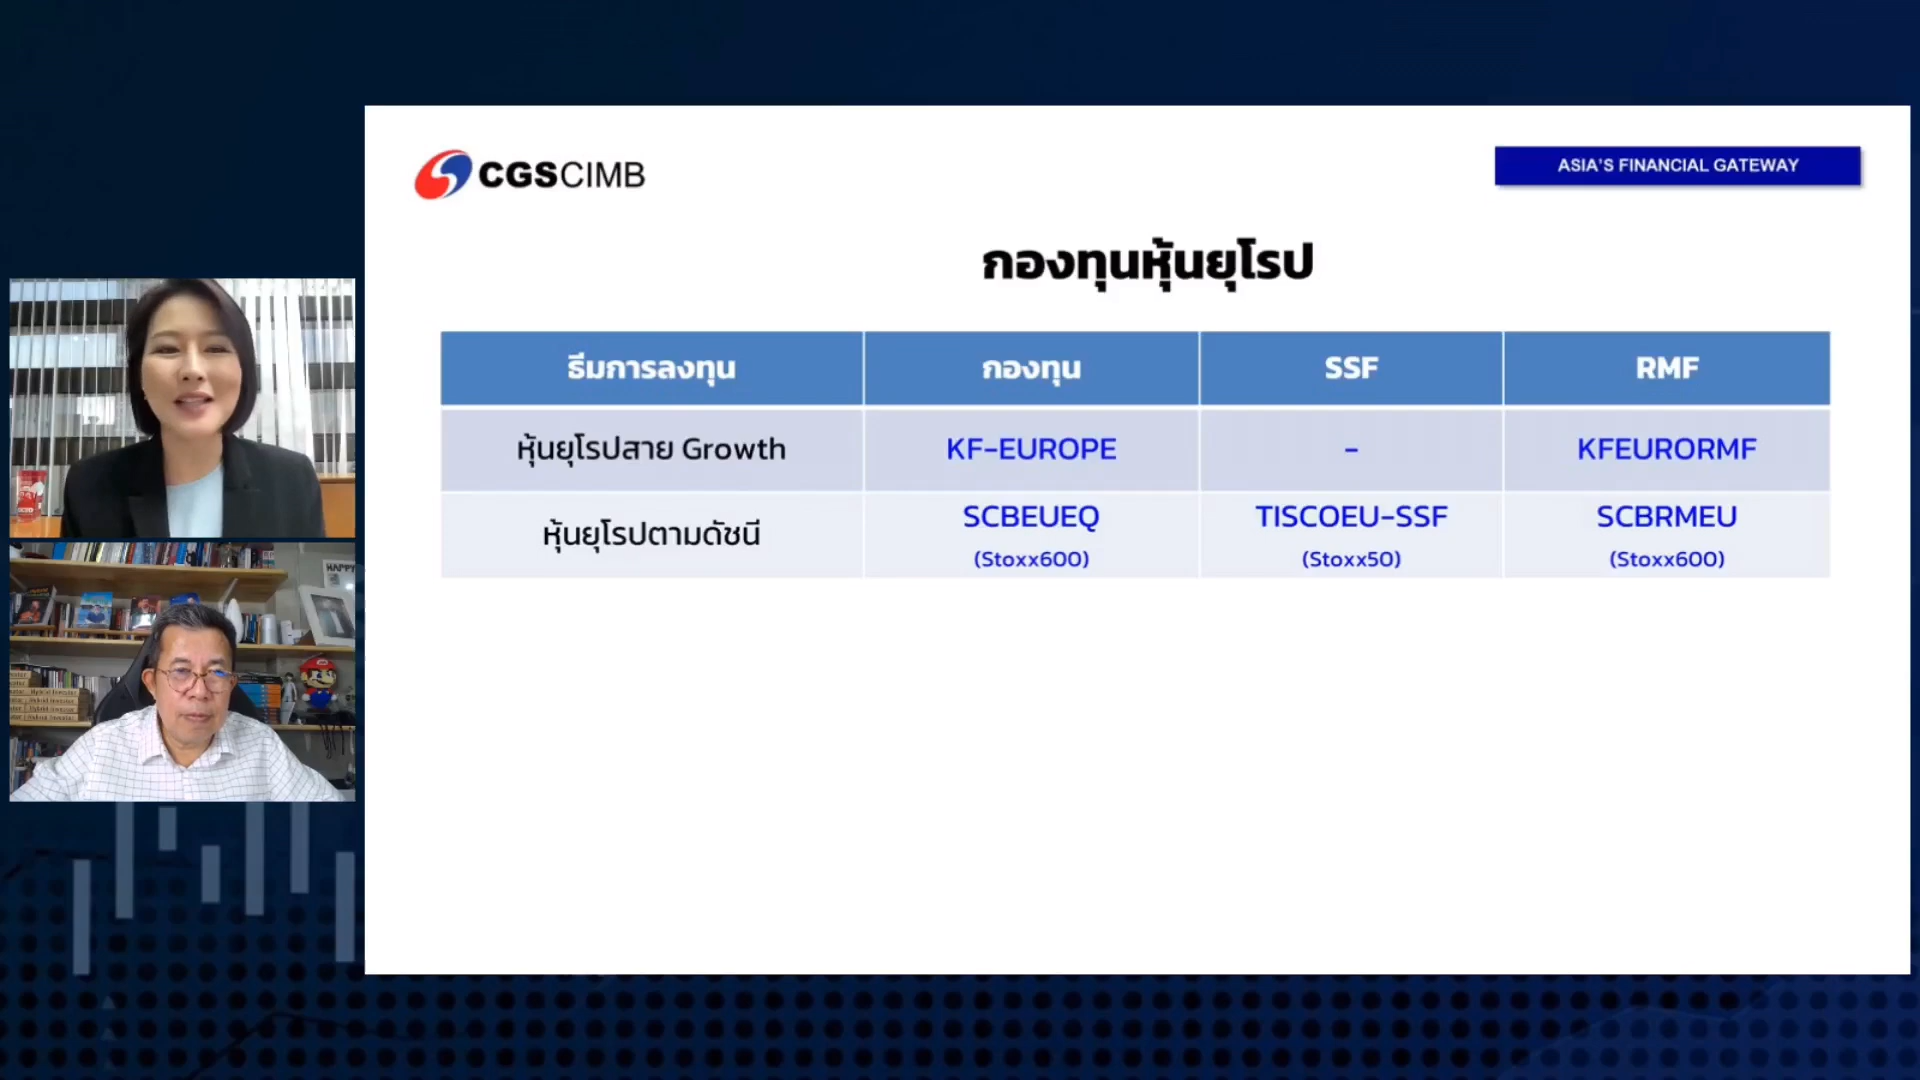 CGSCIMB
ASIA'S FINANCIAL GATEWAY
กองทุนหุ้นยุโรป
ธีมการลงทุน กองทุน SSF RMF
หุ้นยุโรปสาย Growth KF-EUROPE - KFEURORMF
หุ้นยุโรปตามดัชนี SCBEUEQ TISCOEU-SSF SCBRMEU
(Stoxx600) (Stoxx50) (Stoxx600)
HAPPY